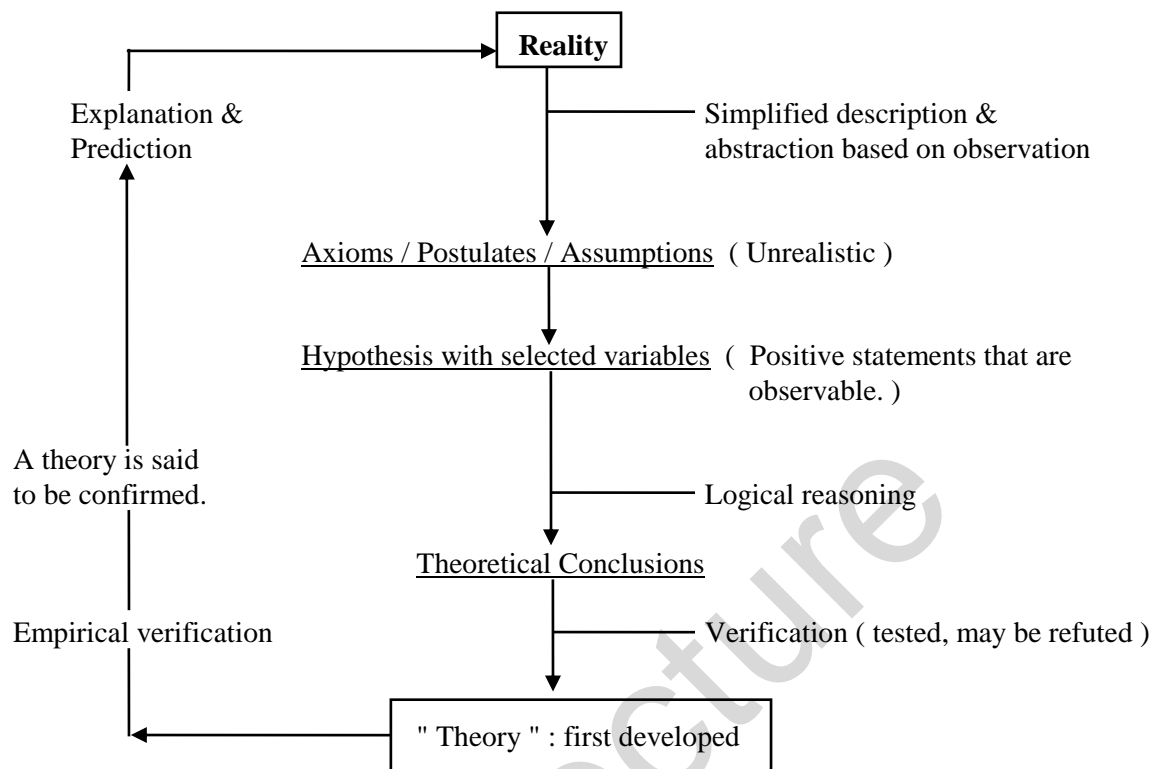 Reality
Explanation &
Prediction
Simplified description &
abstraction based on observation
Axioms / Postulates / Assumptions ( Unrealistic )
Hypothesis with selected variables ( Positive statements that are
observable. )
A theory is said
to be confirmed.
Logical reasoning
Theoretical Conclusions
Empirical verification
Verification ( tested, may be refuted )
" Theory " : first developed
cture